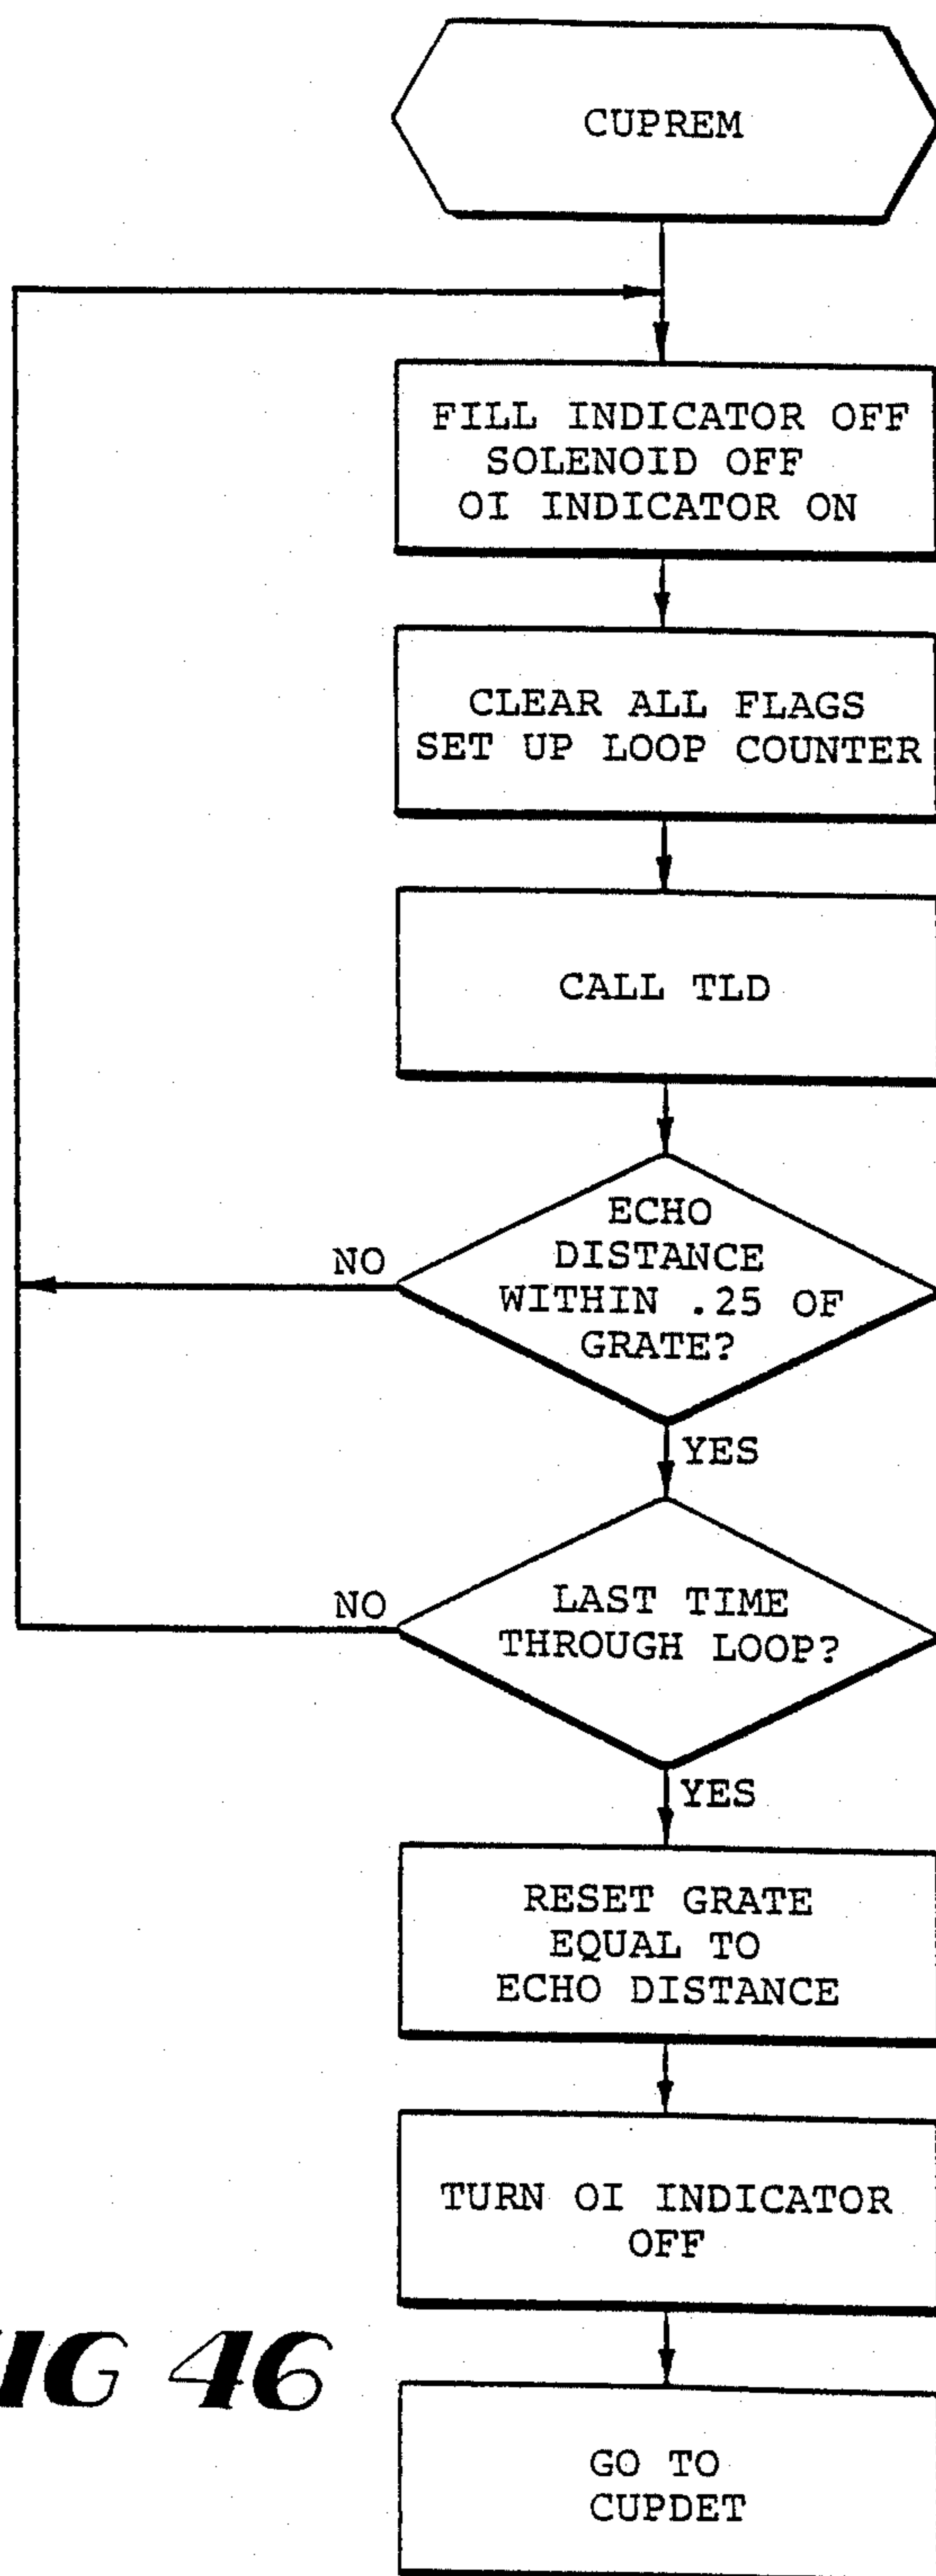 CUPREM
FILL INDICATOR OFF
SOLENOID OFF
OI INDICATOR ON
CLEAR ALL FLAGS
SET UP LOOP COUNTER
CALL TLD
ECHO
DISTANCE
WITHIN .25 OF
GRATE?
NO
YES
LAST TIME
THROUGH LOOP?
NO
YES
RESET GRATE
EQUAL TO
ECHO DISTANCE
TURN OI INDICATOR
OFF
GO TO
CUPDET
IG 46